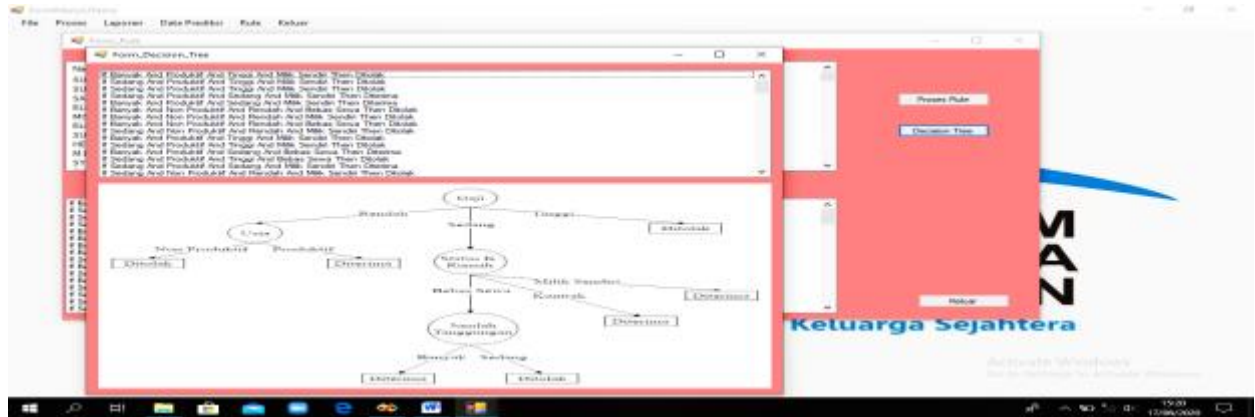 File Proses Laporan Data Prediksi Rule Keluar
Form_Rule
Form_Decision_Tree
If Banyak And Produktif And Tinggi And Milik Sendiri Then Ditolak
If Sedang And Produktif And Tinggi And Milik Sendiri Then Ditolak
If Sedang And Produktif And Tinggi And Milik Sendiri Then Ditolak
If Sedang And Produktif And Sedang And Milik Sendiri Then Diterima
If Banyak And Produktif And Sedang And Milik Sendiri Then Diterima
If Banyak And Non Produktif And Rendah And Bebas Sewa Then Ditolak
If Banyak And Non Produktif And Rendah And Milik Sendiri Then Ditolak
If Banyak And Non Produktif And Rendah And Bebas Sewa Then Ditolak
If Sedang And Non Produktif And Rendah And Milik Sendiri Then Ditolak
If Banyak And Produktif And Tinggi And Milik Sendiri Then Ditolak
If Sedang And Produktif And Tinggi And Milik Sendiri Then Ditolak
If Banyak And Produktif And Sedang And Bebas Sewa Then Diterima
If Sedang And Produktif And Tinggi And Bebas Sewa Then Ditolak
If Sedang And Produktif And Sedang And Milik Sendiri Then Diterima
If Sedang And Non Produktif And Rendah And Milik Sendiri Then Ditolak
Proses Rule
Decision Tree
Gaji
Rendah Sedang Tinggi
Usia
Ditolak
Non Produktif Produktif
Status
Rumah
Ditolak
Diterima
Bebas Sewa
Milik Sendiri
Kontrak
Diterima
Diterima
Jumlah
Tanggungan
Banyak Sedang
Diterima
Ditolak
Keluar
M
A
N
Keluarga Sejahtera
Activate Windows
Go to Settings to activate Windows.
15:20
17/06/2020